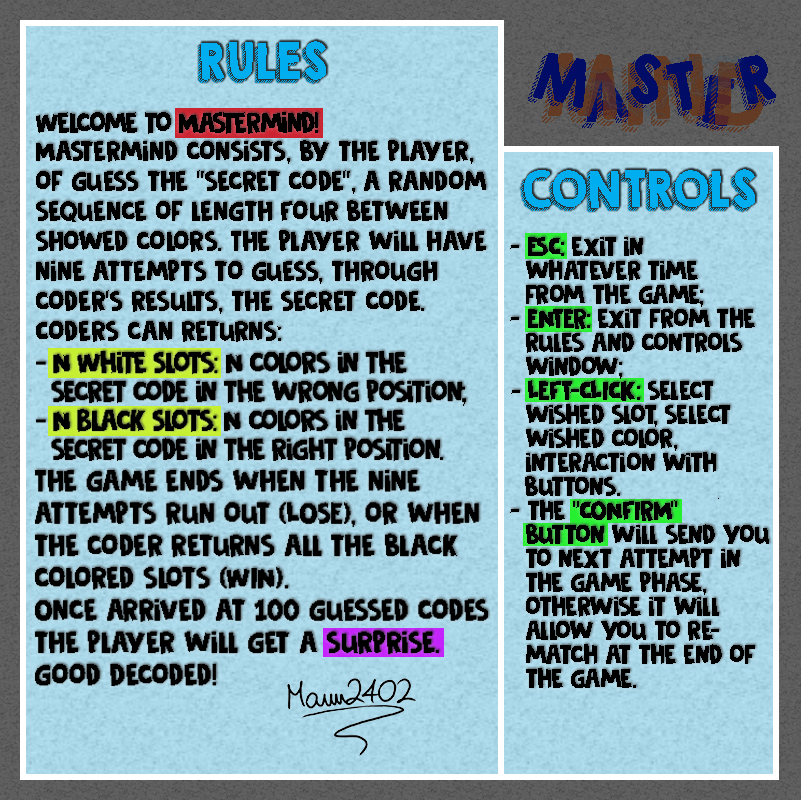 RULES
WELCOME TO MASTERMIND!
MASTERMIND CONSISTS, BY THE PLAYER,
OF GUESS THE "SECRET CODE", A RANDOM
SEQUENCE OF LENGTH FOUR BETWEEN
SHOWED COLORS. THE PLAYER WILL HAVE
NINE ATTEMPTS TO GUESS, THROUGH
CODER'S RESULTS, THE SECRET CODE.
CODERS CAN RETURNS:
- N WHITE SLOTS: N COLORS IN THE
SECRET CODE IN THE WRONG POSITION;
- N BLACK SLOTS: N COLORS IN THE
SECRET CODE IN THE RIGHT POSITION.
THE GAME ENDS WHEN THE NINE
ATTEMPTS RUN OUT (LOSE), OR WHEN
THE CODER RETURNS ALL THE BLACK
COLORED SLOTS (WIN).
ONCE ARRIVED AT 100 GUESSED CODES
THE PLAYER WILL GET A SURPRISE.
GOOD DECODED!
MASTER
CONTROLS
- ESC: EXIT IN
WHATEVER TIME
FROM THE GAME;
- ENTER: EXIT FROM THE
RULES AND CONTROLS
WINDOW;
- LEFT-CLICK: SELECT
WISHED SLOT, SELECT
WISHED COLOR,
INTERACTION WITH
BUTTONS.
- THE "CONFIRM"
BUTTON WILL SEND YOU
TO NEXT ATTEMPT IN
THE GAME PHASE,
OTHERWISE IT WILL
ALLOW YOU TO RE-
MATCH AT THE END OF
THE GAME.